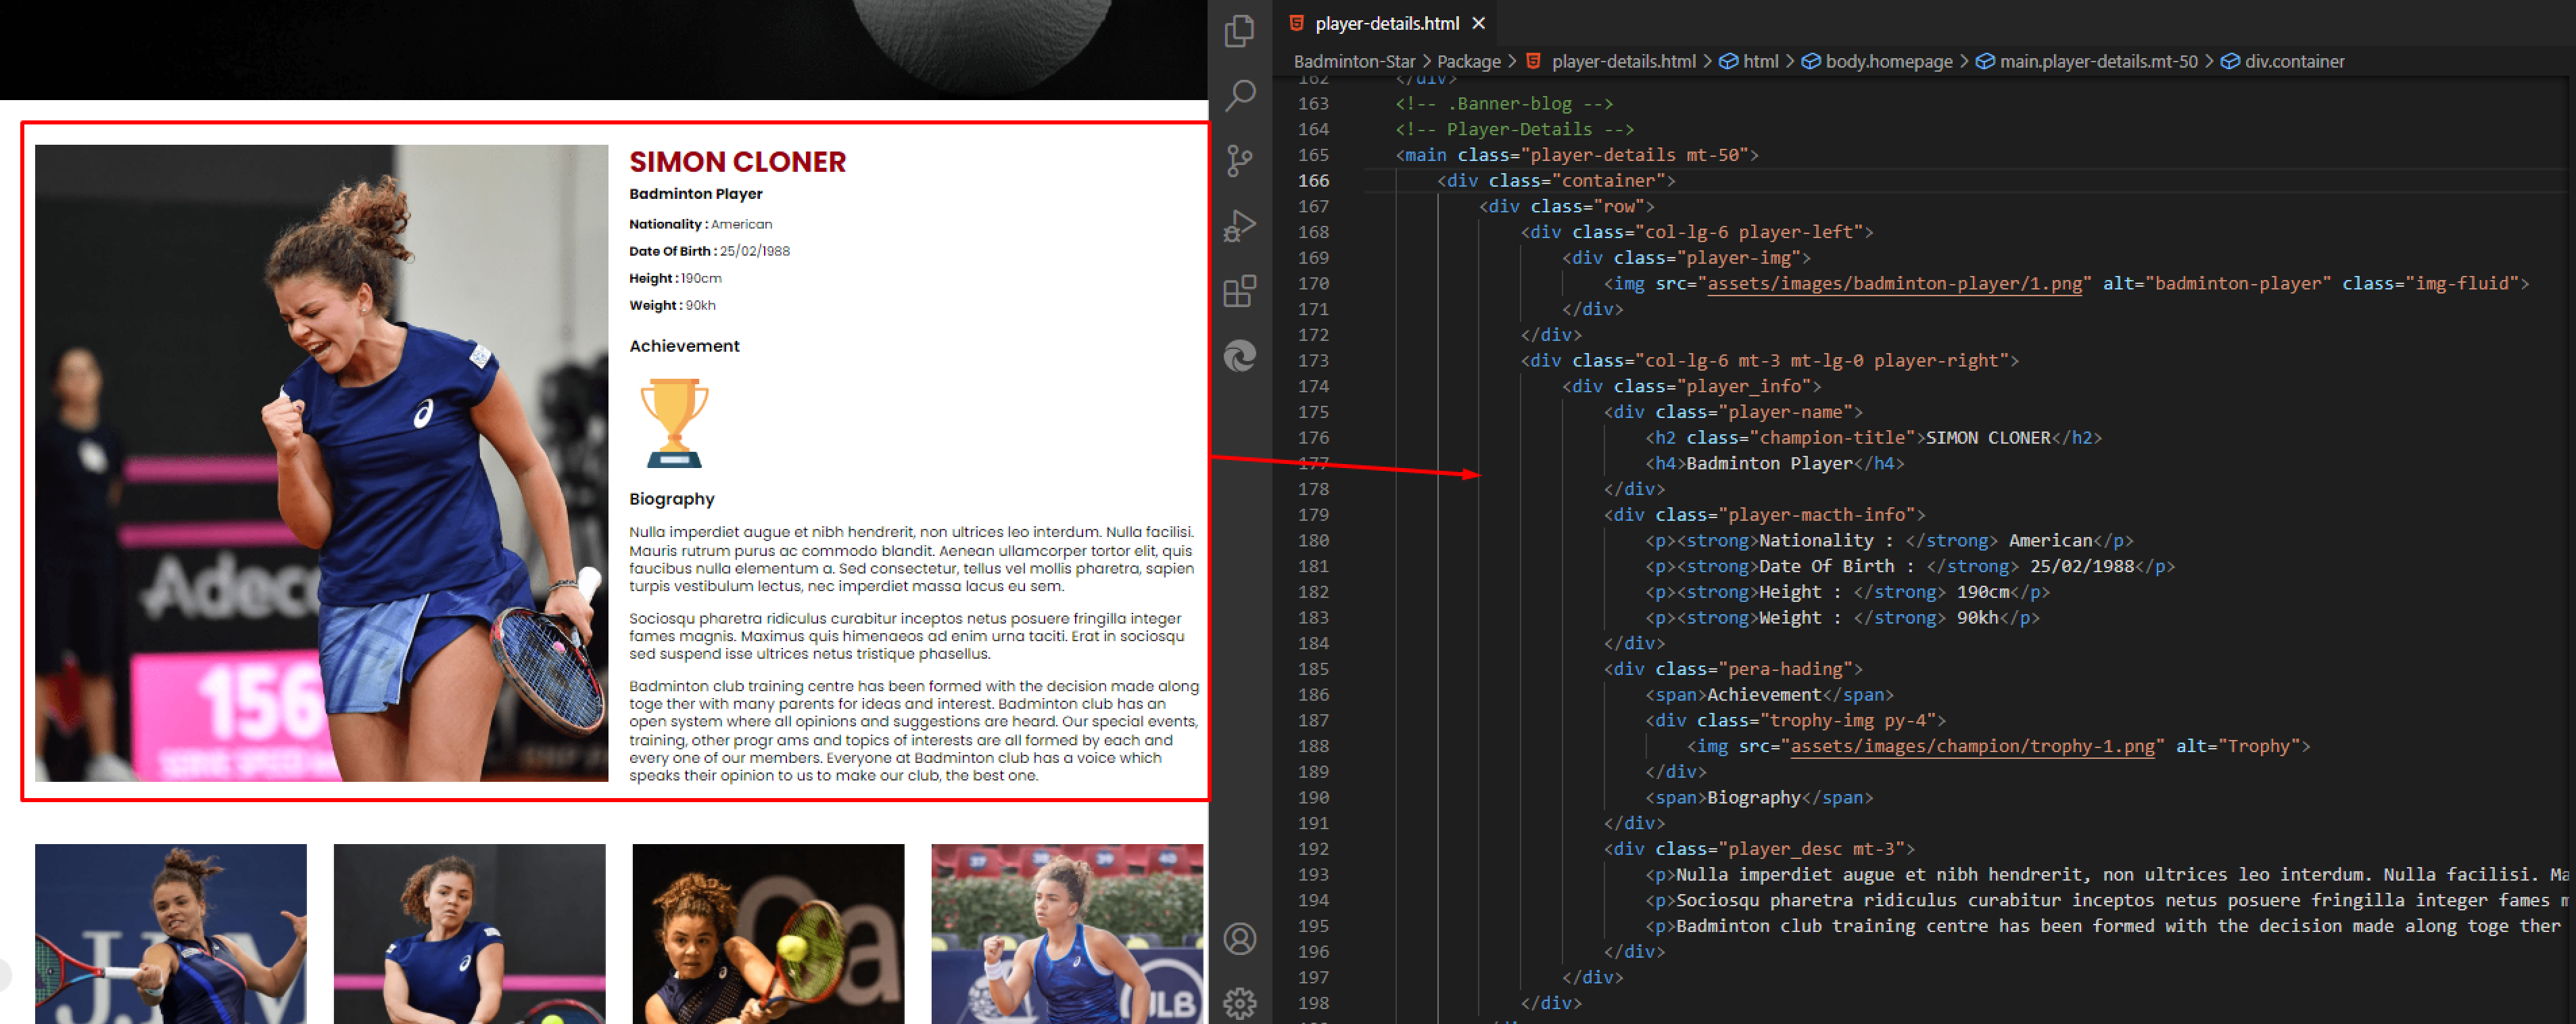 SIMON CLONER
Badminton Player
Nationality : American
Date Of Birth : 25/02/1988
Height : 190cm
Weight : 90kh
Achievement
Biography
Nulla imperdiet augue et nibh hendrerit, non ultrices leo interdum. Nulla facilisi.
Mauris rutrum purus ac commodo blandit. Aenean ullamcorper tortor elit, quis
faucibus nulla elementum a. Sed consectetur, tellus vel mollis pharetra, sapien
turpis vestibulum lectus, nec imperdiet massa lacus eu sem.
Sociosqu pharetra ridiculus curabitur inceptos netus posuere fringilla integer
fames magnis. Maximus quis himenaeos ad enim urna taciti. Erat in sociosqu
sed suspend isse ultrices netus tristique phasellus.
Badminton club training centre has been formed with the decision made along
toge ther with many parents for ideas and interest. Badminton club has an
open system where all opinions and suggestions are heard. Our special events,
training, other progr ams and topics of interests are all formed by each and
every one of our members. Everyone at Badminton club has a voice which
speaks their opinion to us to make our club, the best one.
Adec
156
37 38 39 40
player-details.html
Badminton-Star > Package > player-details.html > html > body.homepage > main.player-details.mt-50 > div.container
162 </div>
163 <!-- .Banner-blog -->
164 <!-- Player-Details -->
165 <main class="player-details mt-50">
166 <div class="container">
167 <div class="row">
168 <div class="col-lg-6 player-left">
169 <div class="player-img">
170 <img src="assets/images/badminton-player/1.png" alt="badminton-player" class="img-fluid">
171 </div>
172 </div>
173 <div class="col-lg-6 mt-3 mt-lg-0 player-right">
174 <div class="player_info">
175 <div class="player-name">
176 <h2 class="champion-title">SIMON CLONER</h2>
177 <h4>Badminton Player</h4>
178 </div>
179 <div class="player-macth-info">
180 <p><strong>Nationality : </strong> American</p>
181 <p><strong>Date Of Birth : </strong> 25/02/1988</p>
182 <p><strong>Height : </strong> 190cm</p>
183 <p><strong>Weight : </strong> 90kh</p>
184 </div>
185 <div class="pera-hading">
186 <span>Achievement</span>
187 <div class="trophy-img py-4">
188 <img src="assets/images/champion/trophy-1.png" alt="Trophy">
189 </div>
190 <span>Biography</span>
191 </div>
192 <div class="player_desc mt-3">
193 <p>Nulla imperdiet augue et nibh hendrerit, non ultrices leo interdum. Nulla facilisi. Ma
194 <p>Sociosqu pharetra ridiculus curabitur inceptos netus posuere fringilla integer fames m
195 <p>Badminton club training centre has been formed with the decision made along toge ther
196 </div>
197 </div>
198 </div>